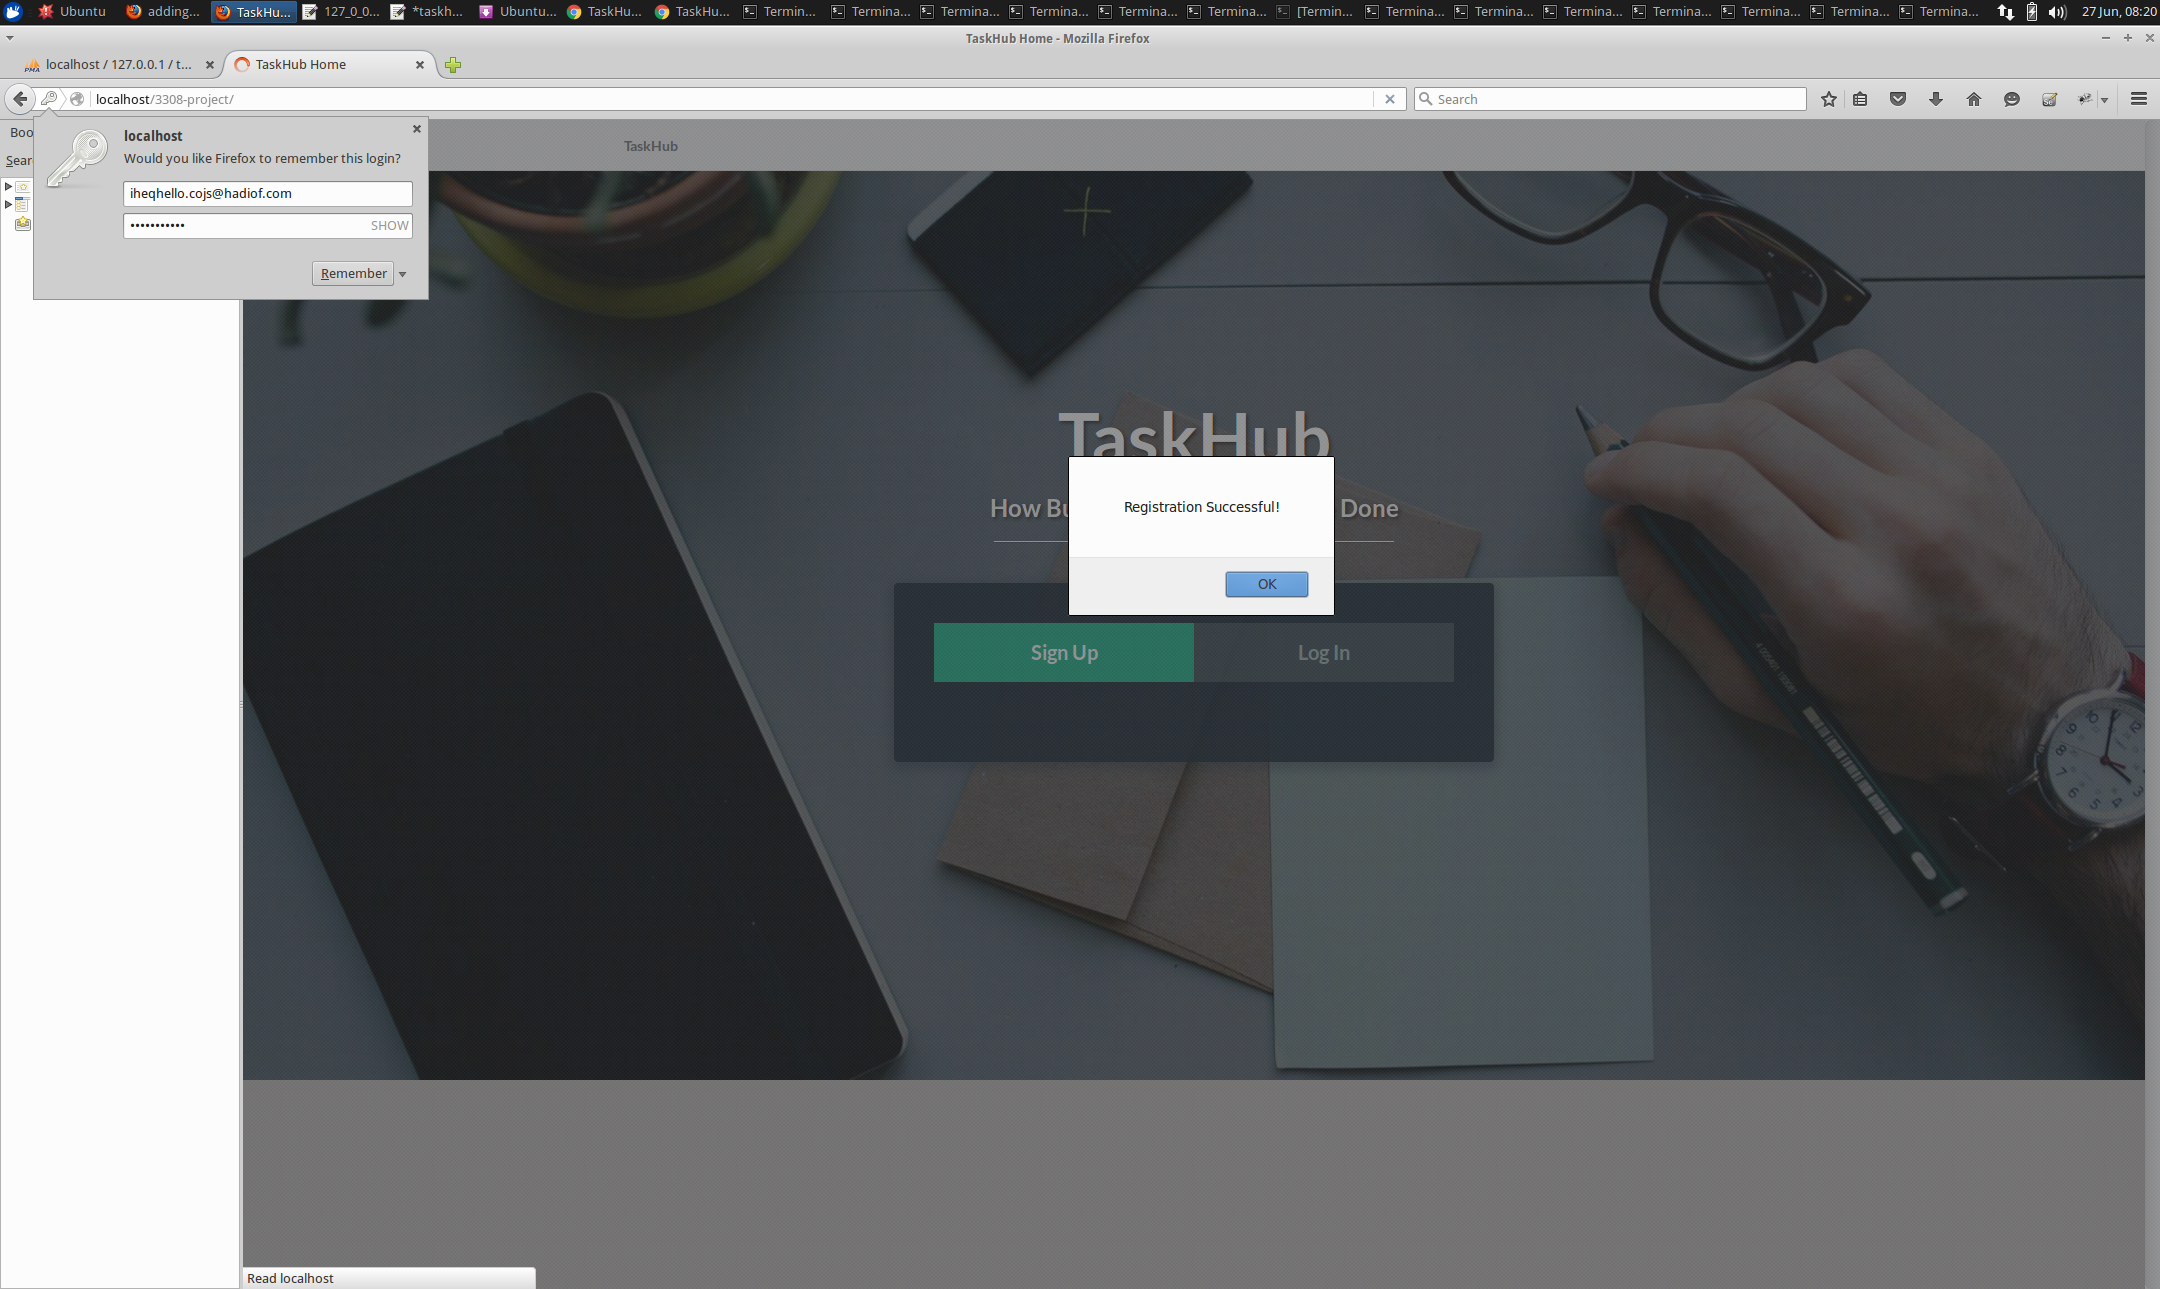 Ubuntu adding... TaskHu... 127_0_0... *taskh... Ubuntu... TaskHu... TaskHu... Termin... Termina... Termina... Termina... Termina... Termina... [Termin... Termina... Termina... Termina... Termina... Termina... Termina... Termina... 27 Jun, 08:20
TaskHub Home - Mozilla Firefox
localhost / 127.0.0.1 / t... TaskHub Home
localhost/3308-project/ Search
Boo
Sear
localhost
Would you like Firefox to remember this login?
iheqhello.cojs@hadiof.com
SHOW
Remember
TaskHub
TaskHub
How Bu Done
Registration Successful!
OK
Sign Up Log In
Read localhost